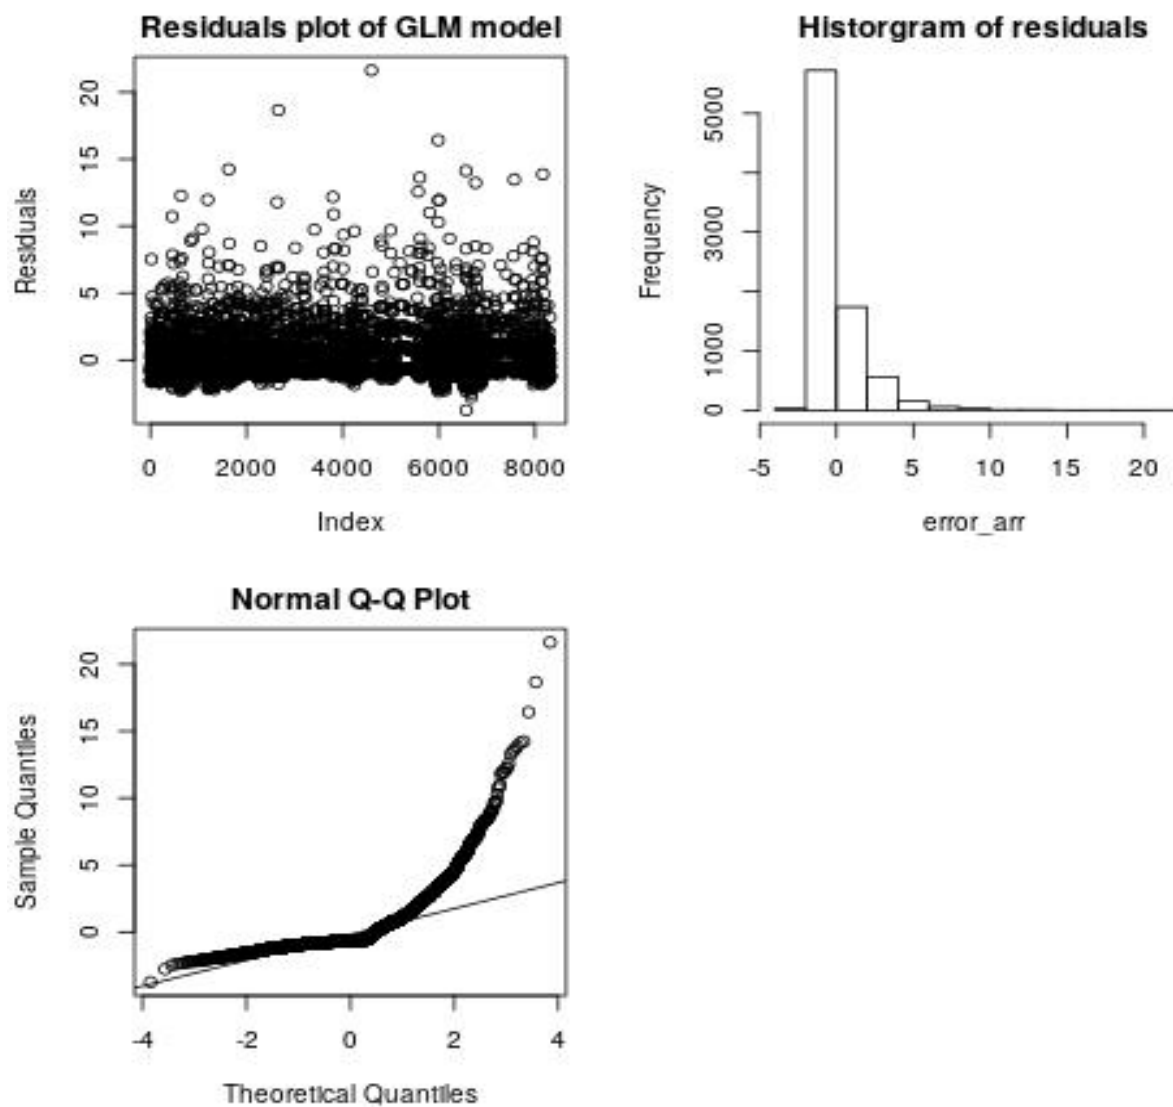 Residuals plot of GLM model
Residuals
20
15
10
5
0
0 2000 4000 6000 8000
Index
Historgram of residuals
Frequency
5000
3000
1000
0
-5 0 5 10 15 20
error_arr
Normal Q-Q Plot
Sample Quantiles
20
15
10
5
0
-4 -2 0 2 4
Theoretical Quantiles